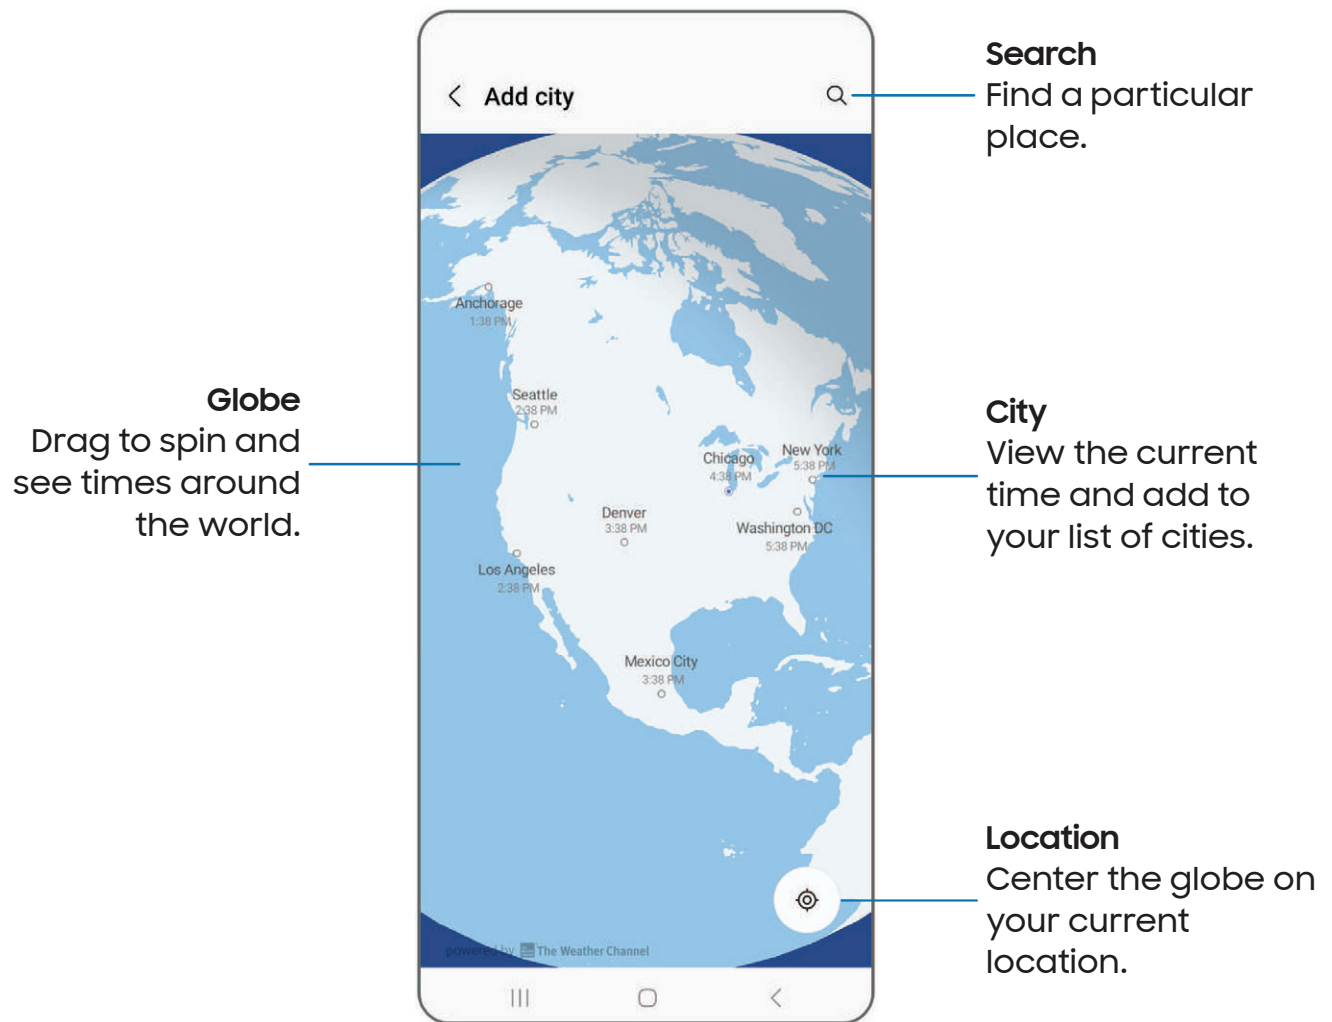 Add city
Search
Find a particular
place.
Anchorage
1:38 PM
Globe
Drag to spin and
see times around
the world.
Seattle
2:38 PM
City
View the current
time and add to
your list of cities.
New York
5:38 PM
Chicago
4:38 PM
Denver
3:38 PM
Washington DC
5:38 PM
Los Angeles
2:38 PM
Mexico City
3:38 PM
Location
Center the globe on
your current
location.
powered by The Weather Channel